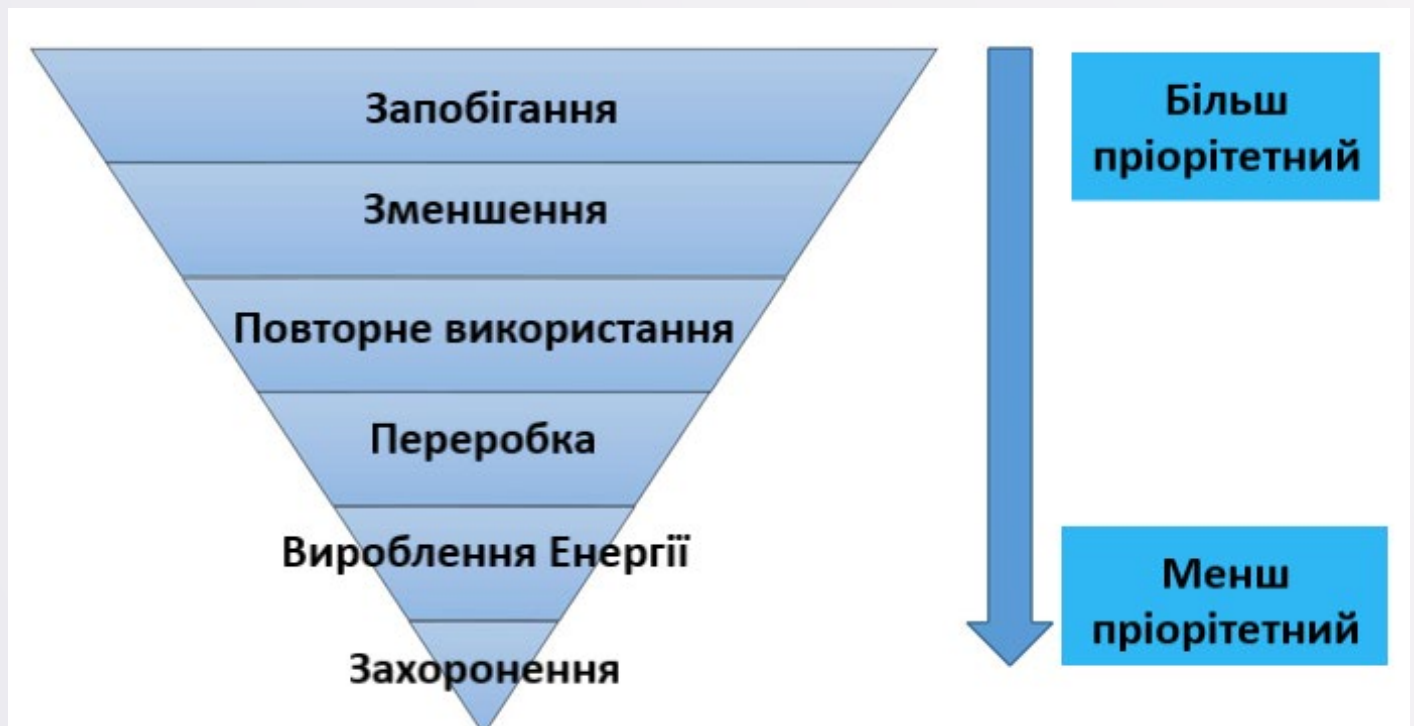 Запобігання
Зменшення
Повторне використання
Переробка
Вироблення Енергії
Захоронення
Більш
пріорітетний
Менш
пріорітетний